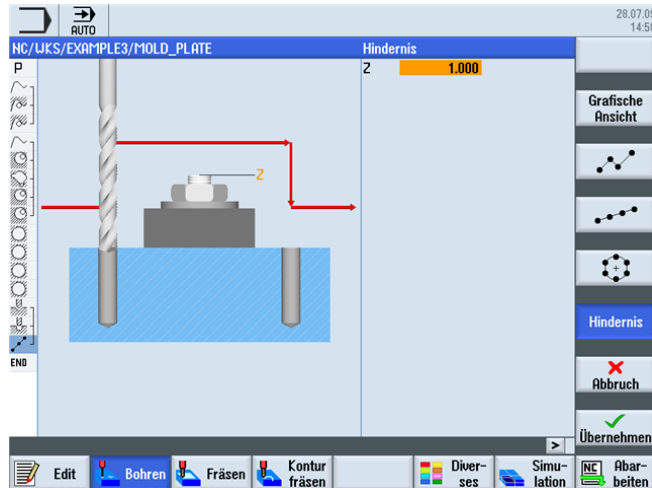 AUTO
28.07.09
14:50
NC/WKS/EXAMPLE3/MOLD_PLATE
Hindernis
P
Z 1.000
Z
Grafische
Ansicht
Hindernis
END
Abbruch
Übernehmen
>
Edit
Bohren
Fräsen
Kontur
fräsen
Diver-
ses
Simu-
lation
NC
Abar-
beiten